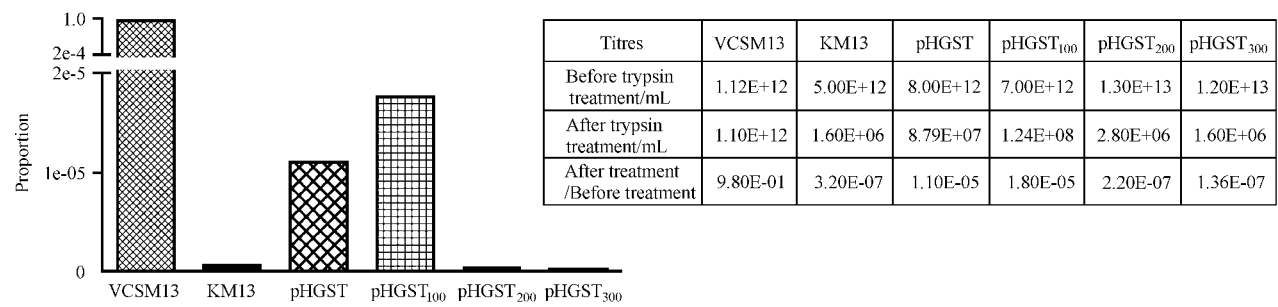 1.0
2e-4
2e-5
1e-05
0
Proportion
VCSM13 KM13 pHGST pHGST100 pHGST200 pHGST300
Titres VCSM13 KM13 pHGST pHGST100 pHGST200 pHGST300
Before trypsin
treatment/mL 1.12E+12 5.00E+12 8.00E+12 7.00E+12 1.30E+13 1.20E+13
After trypsin
treatment/mL 1.10E+12 1.60E+06 8.79E+07 1.24E+08 2.80E+06 1.60E+06
After treatment
/Before treatment 9.80E-01 3.20E-07 1.10E-05 1.80E-05 2.20E-07 1.36E-07